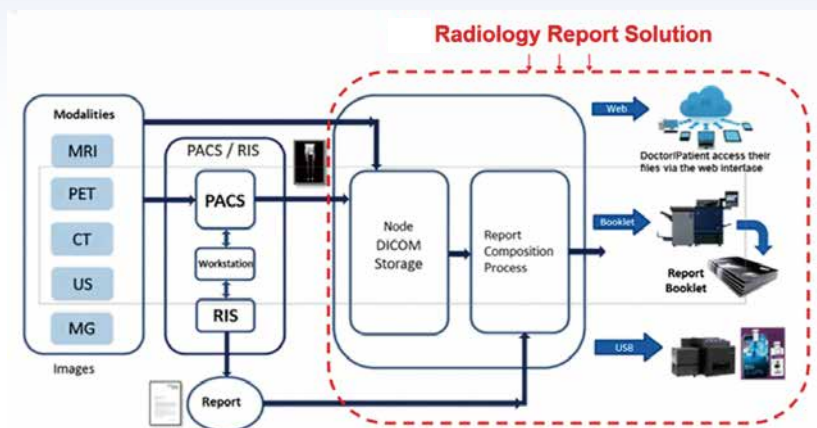 Radiology Report Solution
Modalities
MRI
PET
CT
US
MG
Images
PACS / RIS
PACS
Workstation
RIS
Report
Node
DICOM
Storage
Report
Composition
Process
Web
Doctor/Patient access their
files via the web interlace
Booklet
Report
Booklet
USB